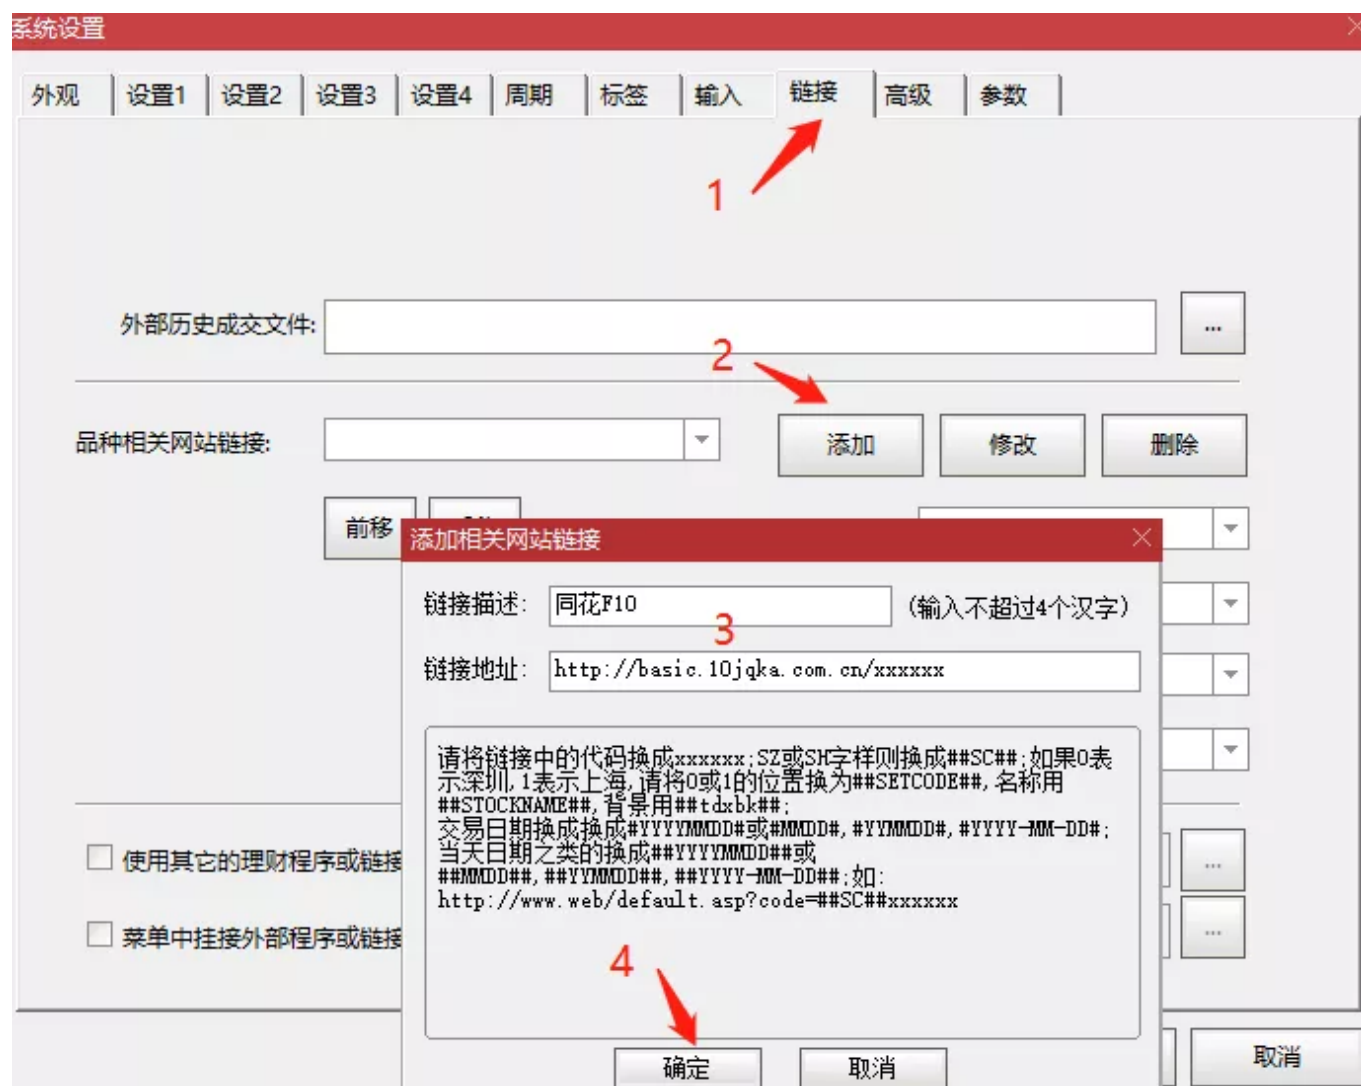 系统设置
外观 设置1 设置2 设置3 设置4 周期 标签 输入 链接 高级 参数
1
外部历史成交文件: ...
2
品种相关网站链接: 添加 修改 删除
前移
添加相关网站链接
链接描述: 同花F10 (输入不超过4个汉字)
3
链接地址: http://basic.10jqka.com.cn/xxxxxx
请将链接中的代码换成xxxxxx;SZ或SH字样则换成##SC##;如果0表
示深圳,1表示上海,请将0或1的位置换为##SETCODE##,名称用
##STOCKNAME##,背景用##tdxbk##;
交易日期换成换成#YYYYMMDD#或#MMDD#,#YYMMDD#,#YYYY-MM-DD#;
当天日期之类的换成##YYYYMMDD##或
##MMDD##,##YYMMDD##,##YYYY-MM-DD##;如:
http://www.web/default.asp?code=##SC##xxxxxx
使用其它的理财程序或链接 ...
菜单中挂接外部程序或链接 ...
4
确定 取消
取消